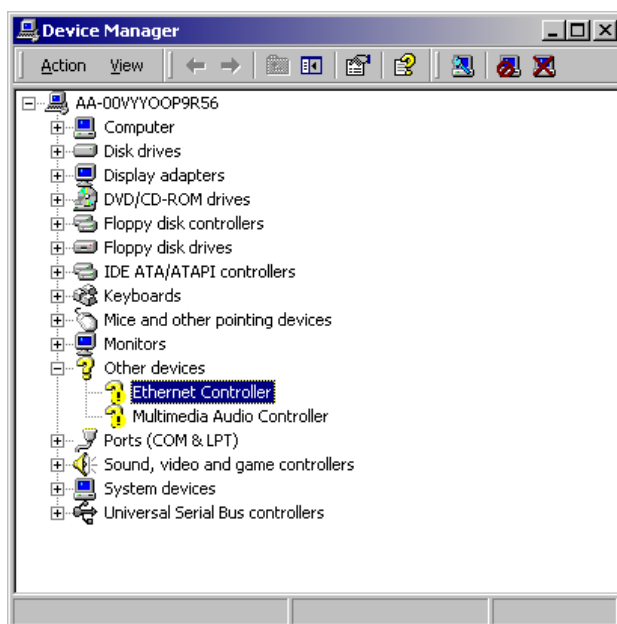 Device Manager
Action View
AA-00VYYOOP9R56
Computer
Disk drives
Display adapters
DVD/CD-ROM drives
Floppy disk controllers
Floppy disk drives
IDE ATA/ATAPI controllers
Keyboards
Mice and other pointing devices
Monitors
Other devices
Ethernet Controller
Multimedia Audio Controller
Ports (COM & LPT)
Sound, video and game controllers
System devices
Universal Serial Bus controllers